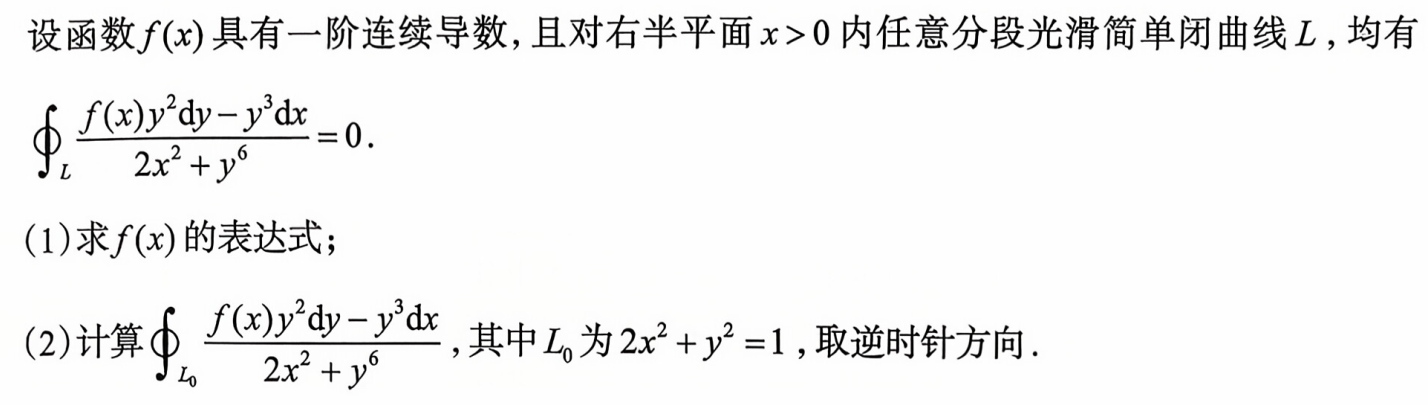 设函数f(x)具有一阶连续导数,且对右半平面x>0内任意分段光滑简单闭曲线L,均有
∮_L (f(x)y²dy−y³dx)/(2x²+y⁶)=0.
(1)求f(x)的表达式;
(2)计算∮_{L₀} (f(x)y²dy−y³dx)/(2x²+y⁶),其中L₀为2x²+y²=1,取逆时针方向.